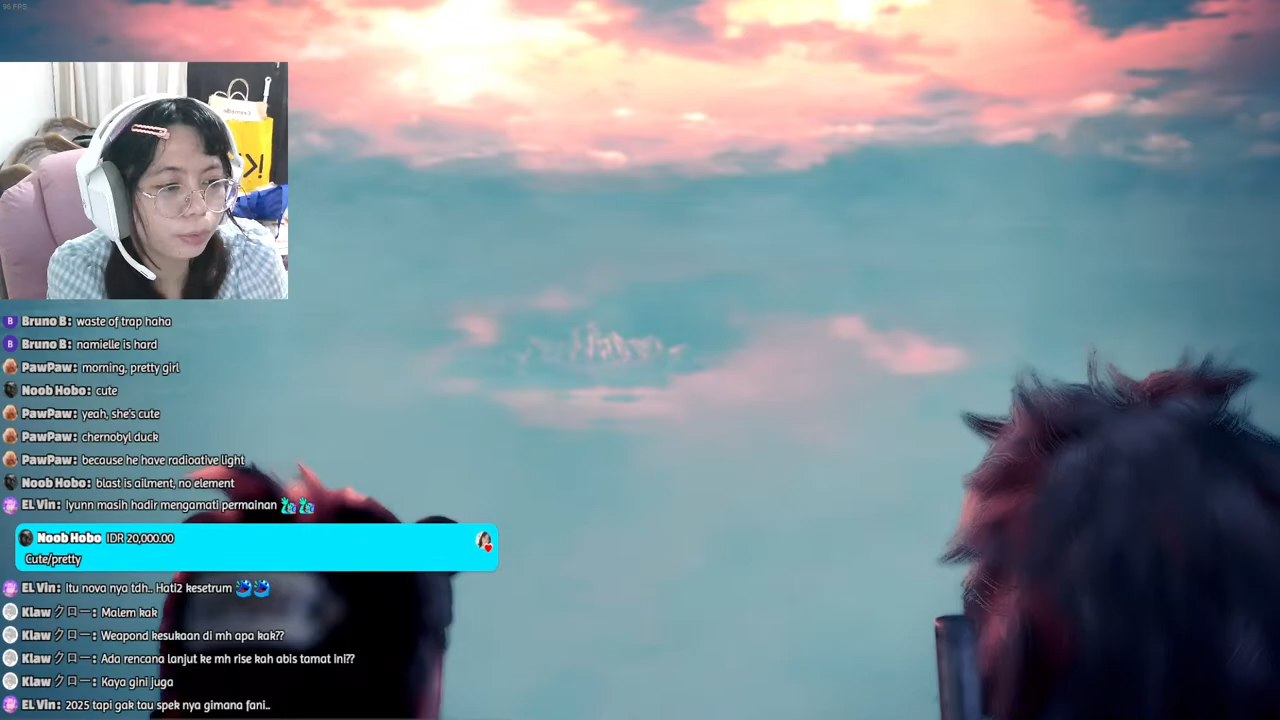 96 FPS
Bruno B: waste of trap haha
Bruno B: namielle is hard
PawPaw: morning, pretty girl
Noob Hobo: cute
PawPaw: yeah, she's cute
PawPaw: chernobyl duck
PawPaw: because he have radioative light
Noob Hobo: blast is ailment, no element
EL Vin: Iyunn masih hadir mengamati permainan
Noob Hobo IDR 20,000.00
Cute/pretty
EL Vin: Itu nova nya tdh.. Hati2 kesetrum
Klaw クロー: Malem kak
Klaw クロー: Weapond kesukaan di mh apa kak??
Klaw クロー: Ada rencana lanjut ke mh rise kah abis tamat ini??
Klaw クロー: Kaya gini juga
EL Vin: 2025 tapi gak tau spek nya gimana fani..